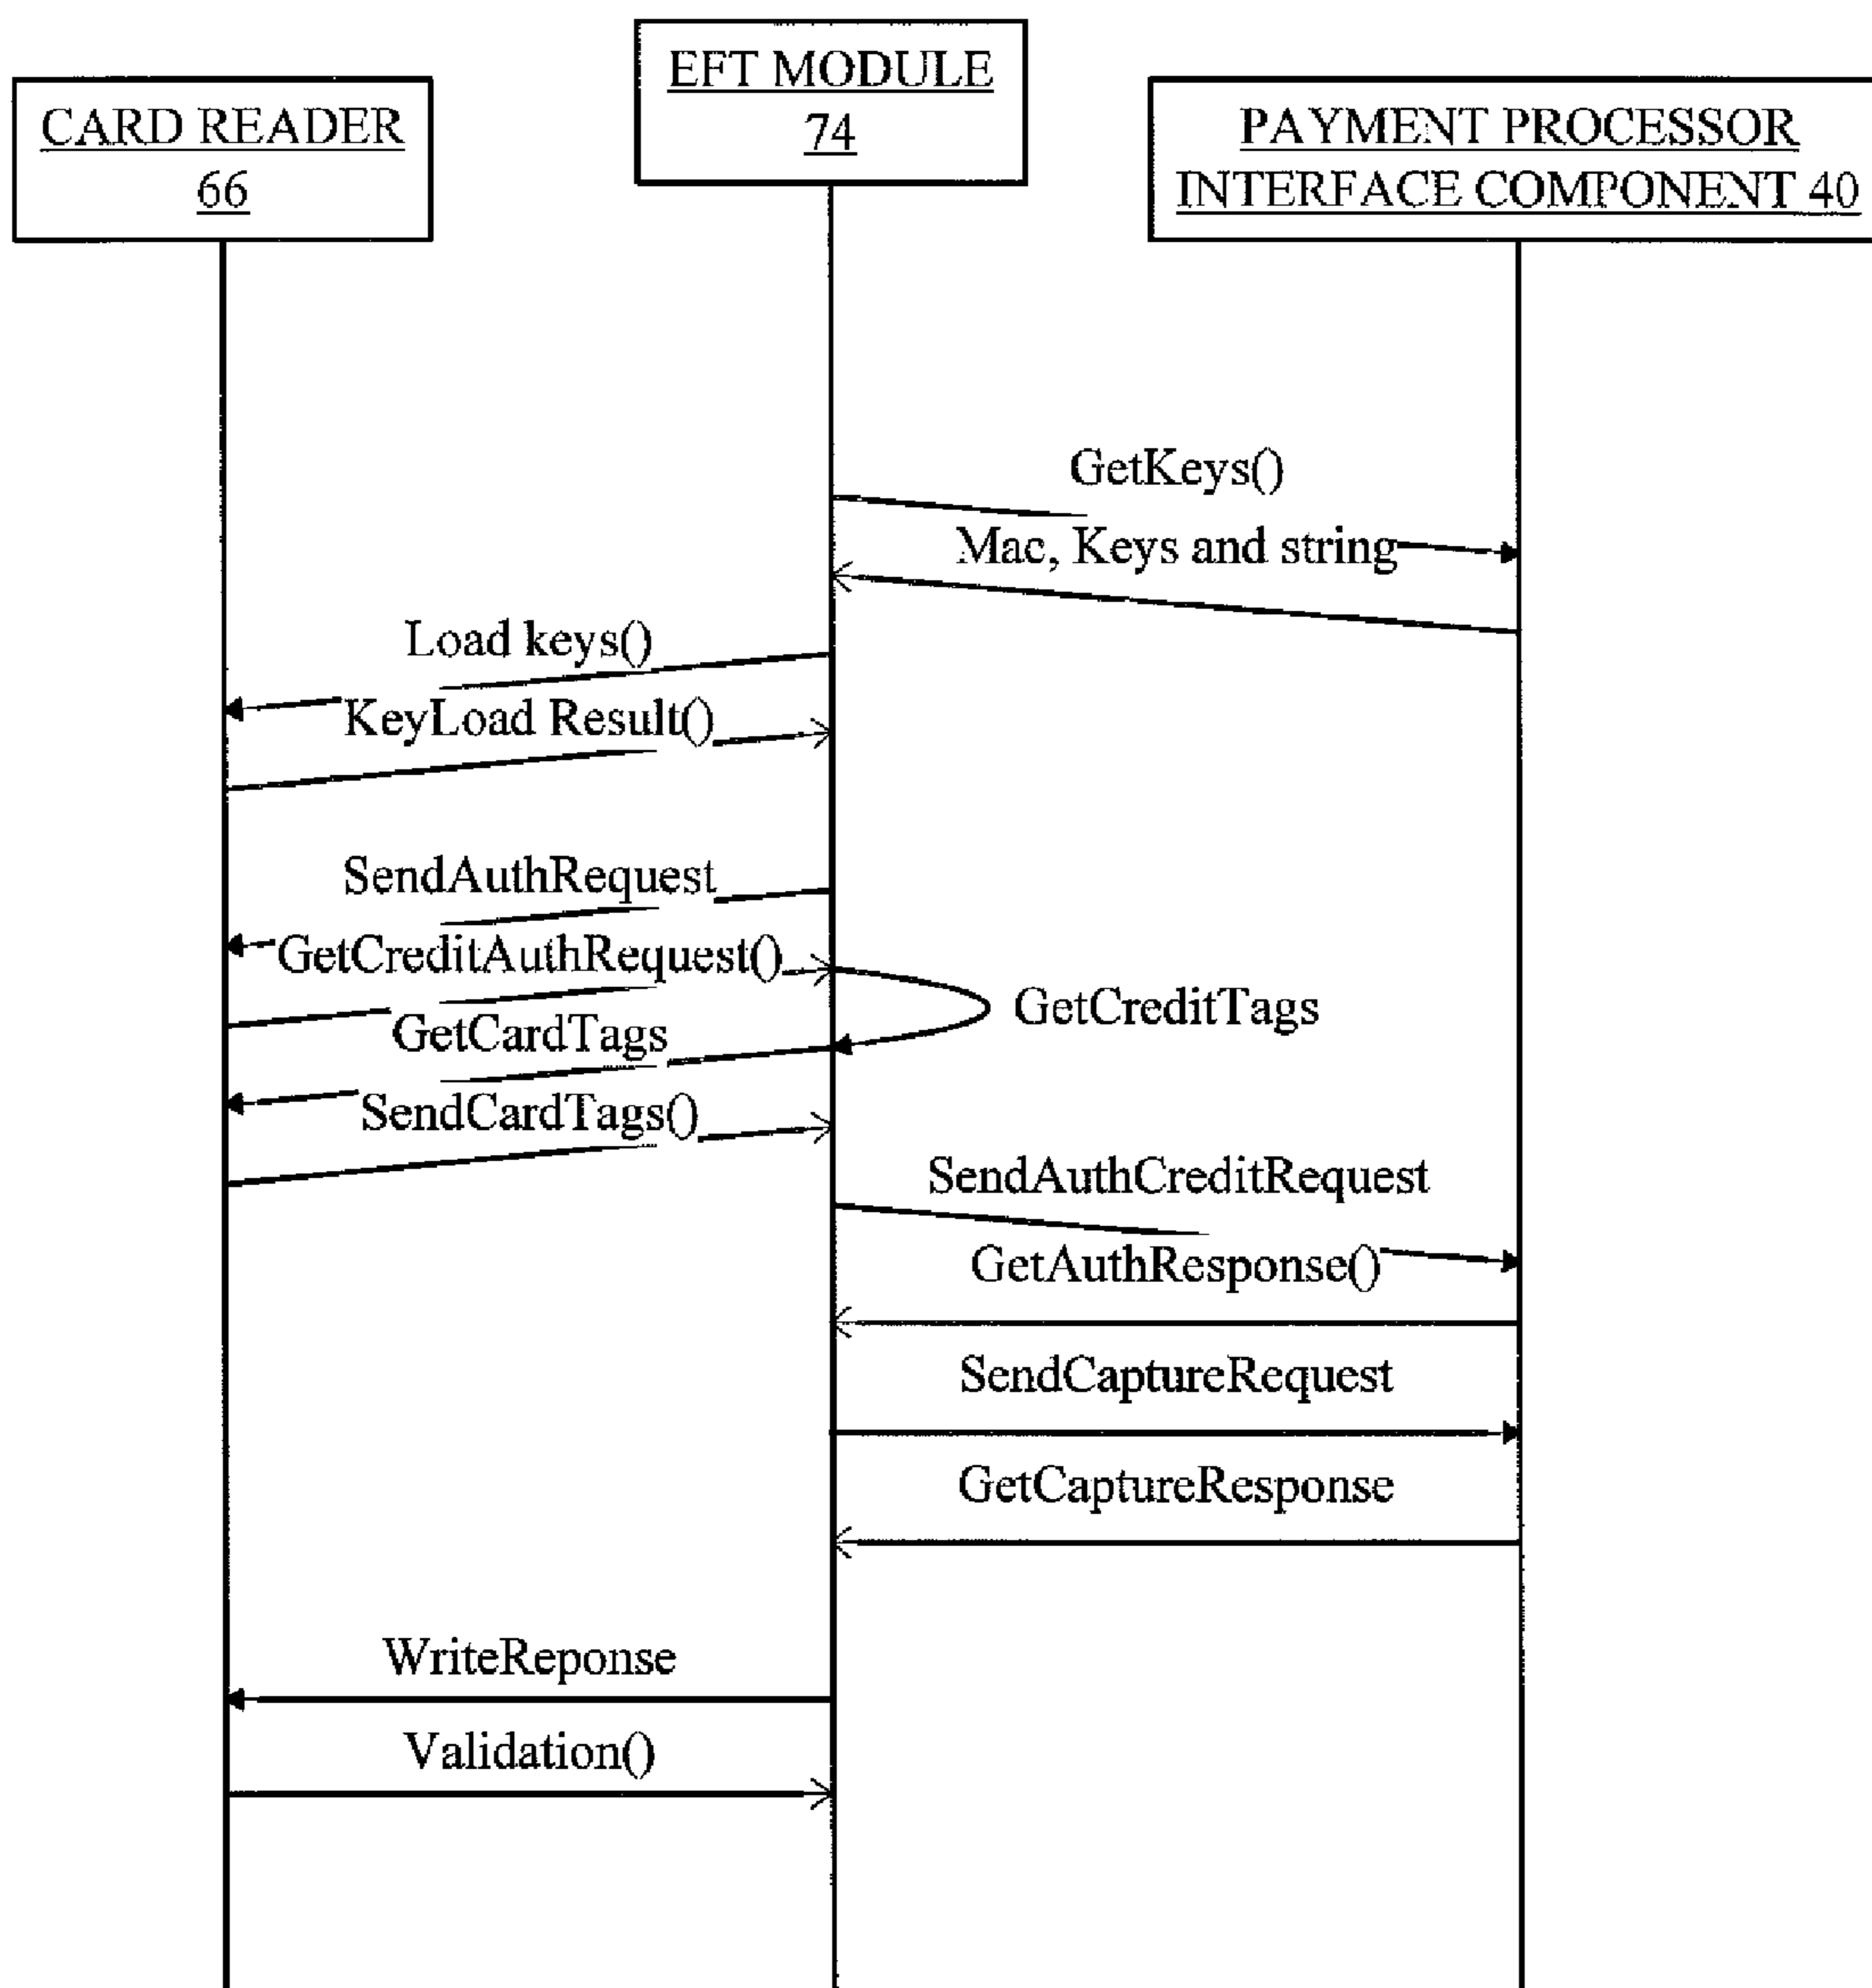 CARD READER
66
EFT MODULE
74
PAYMENT PROCESSOR
INTERFACE COMPONENT 40
GetKeys()
Mac, Keys and string
Load keys()
KeyLoad Result()
SendAuthRequest
GetCreditAuthRequest()
GetCreditTags
GetCardTags
SendCardTags()
SendAuthCreditRequest
GetAuthResponse()
SendCaptureRequest
GetCaptureResponse
WriteReponse
Validation()